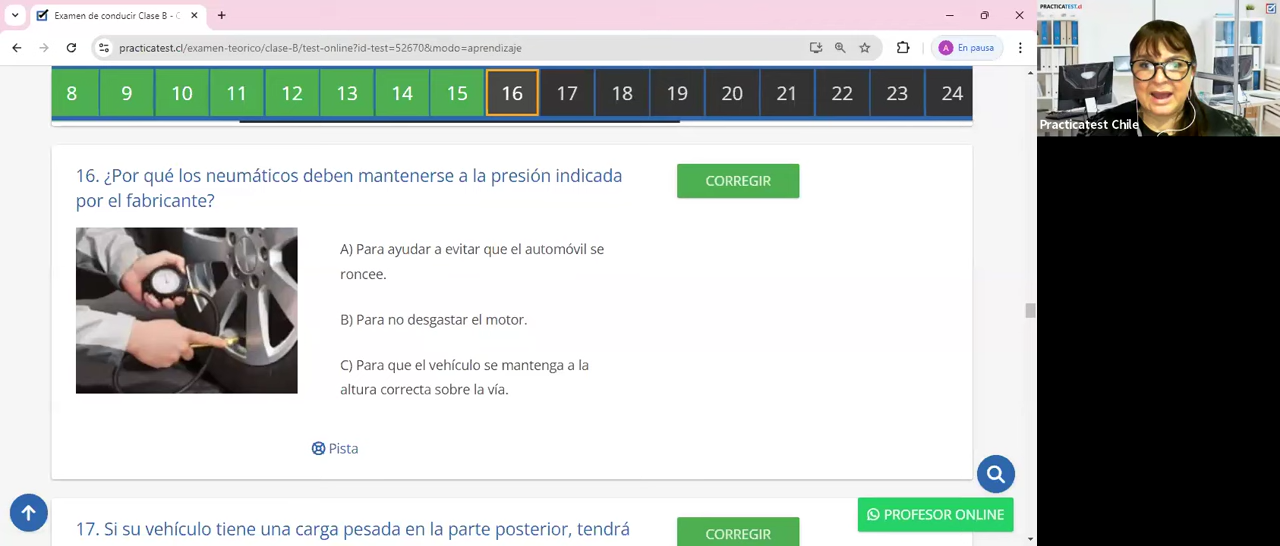 Examen de conducir Clase B - C
practicatest.cl/examen-teorico/clase-B/test-online?id-test=52670&modo=aprendizaje
A
En pausa
8 9 10 11 12 13 14 15 16 17 18 19 20 21 22 23 24
16. ¿Por qué los neumáticos deben mantenerse a la presión indicada
por el fabricante?
CORREGIR
A) Para ayudar a evitar que el automóvil se
roncee.
B) Para no desgastar el motor.
C) Para que el vehículo se mantenga a la
altura correcta sobre la vía.
Pista
PROFESOR ONLINE
17. Si su vehículo tiene una carga pesada en la parte posterior, tendrá
CORREGIR
PRACTICATEST.cl
Practicatest Chile